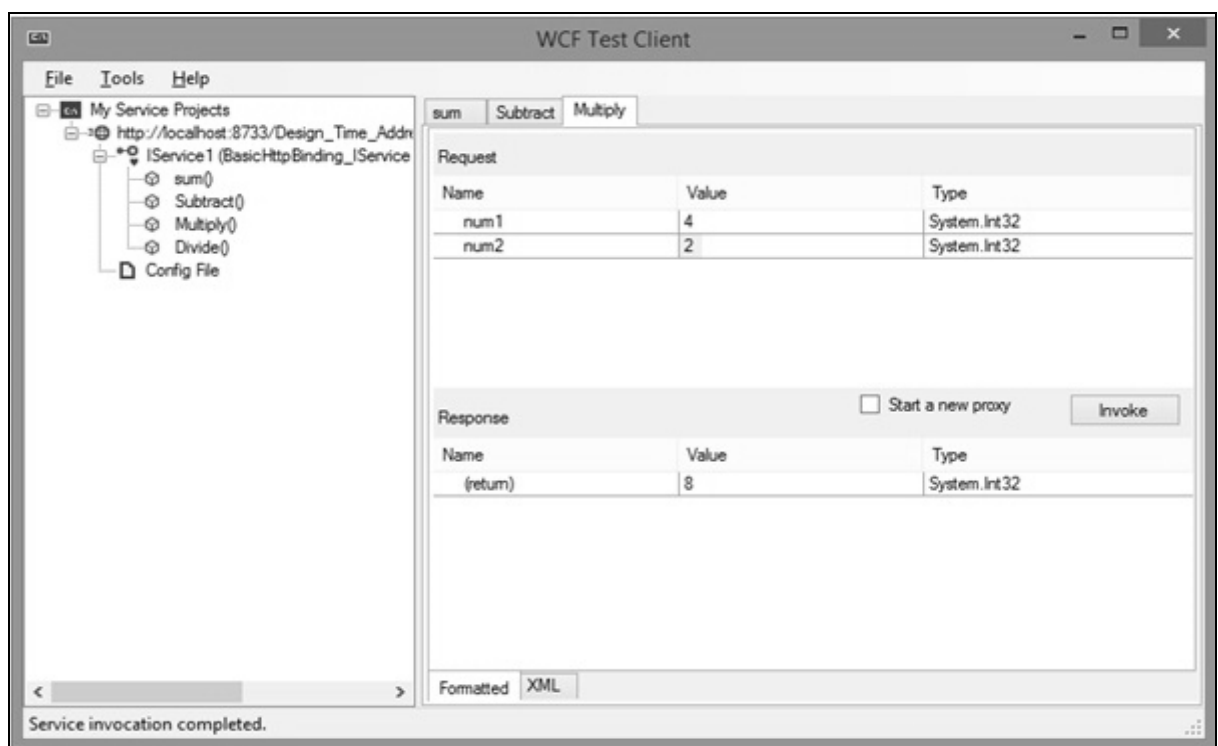 WCF Test Client
File Tools Help
My Service Projects
http://localhost:8733/Design_Time_Addre
IService1 (BasicHttpBinding_IService
sum()
Subtract()
Multiply()
Divide()
Config File
sum Subtract Multiply
Request
Name Value Type
num1 4 System.Int32
num2 2 System.Int32
Response Start a new proxy Invoke
Name Value Type
(return) 8 System.Int32
Formatted XML
Service invocation completed.